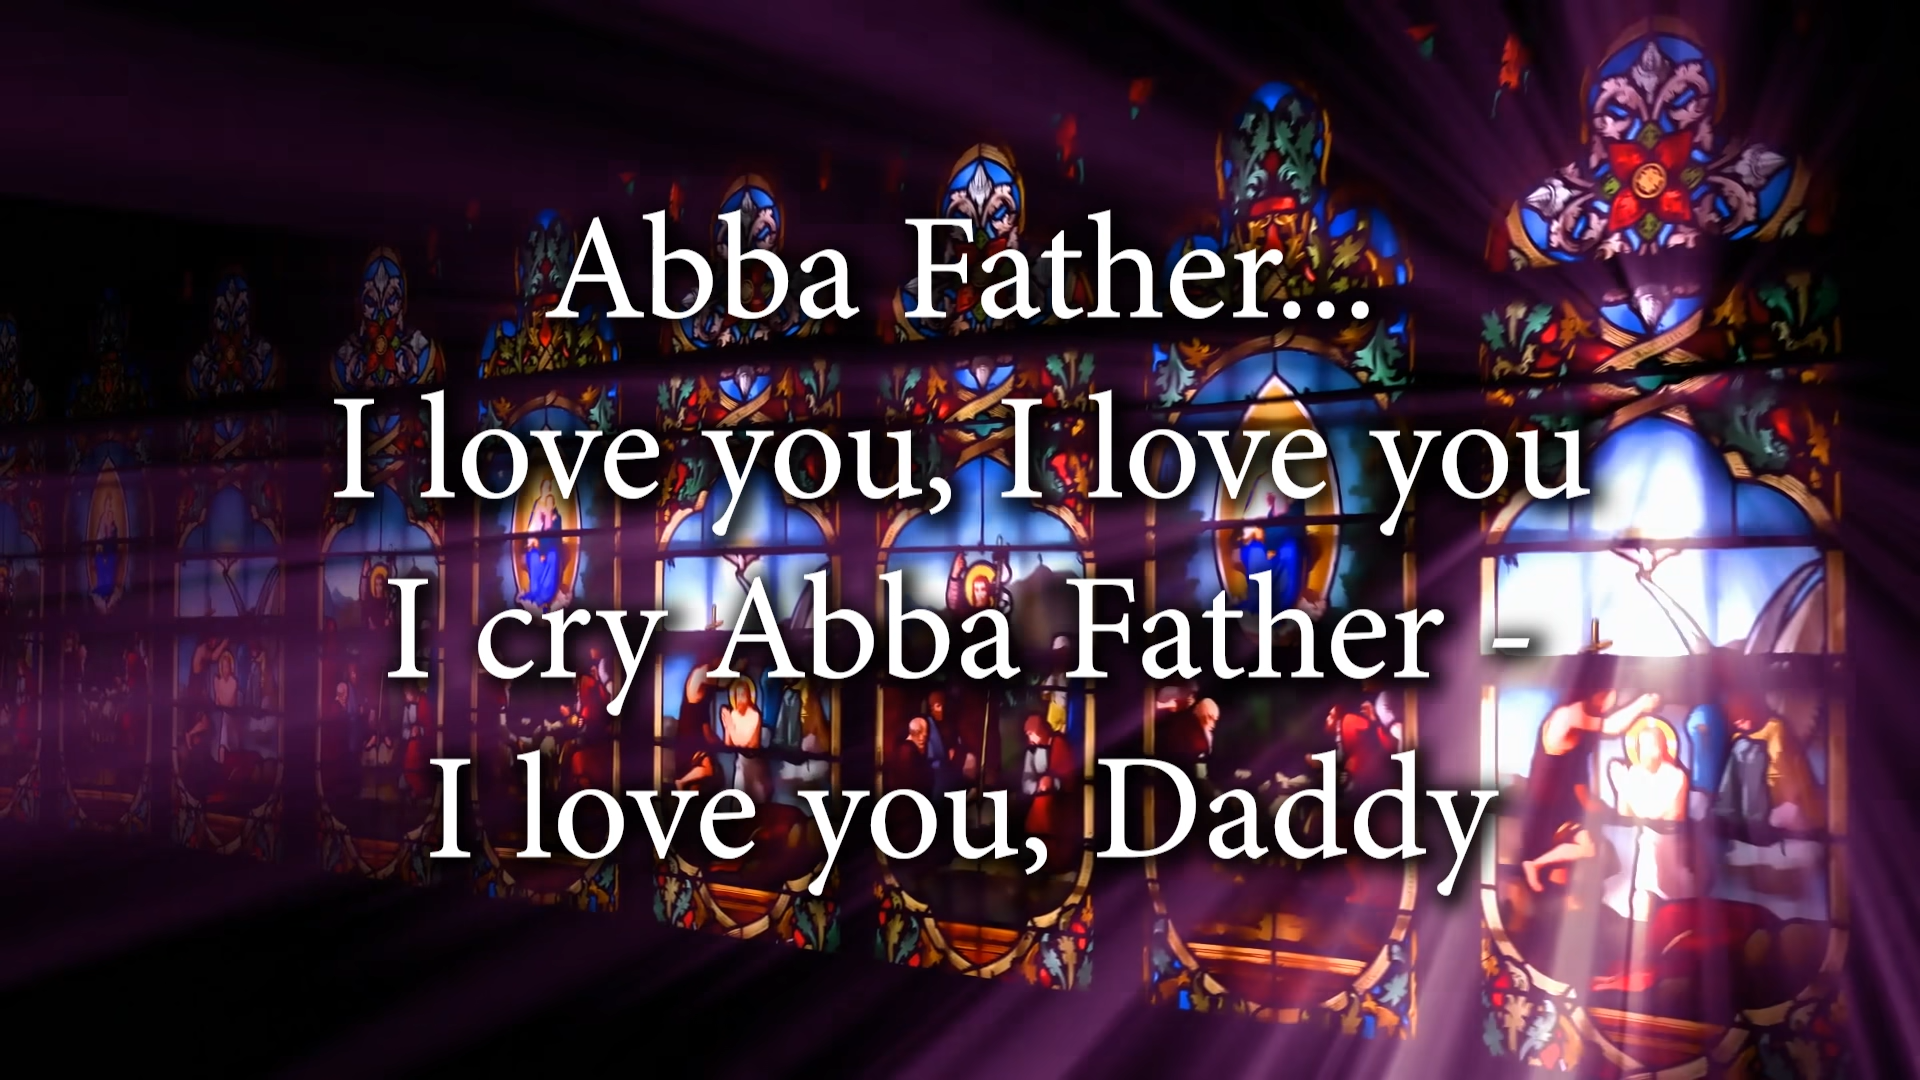 Abba Father...
I love you, I love you
I cry Abba Father -
I love you, Daddy